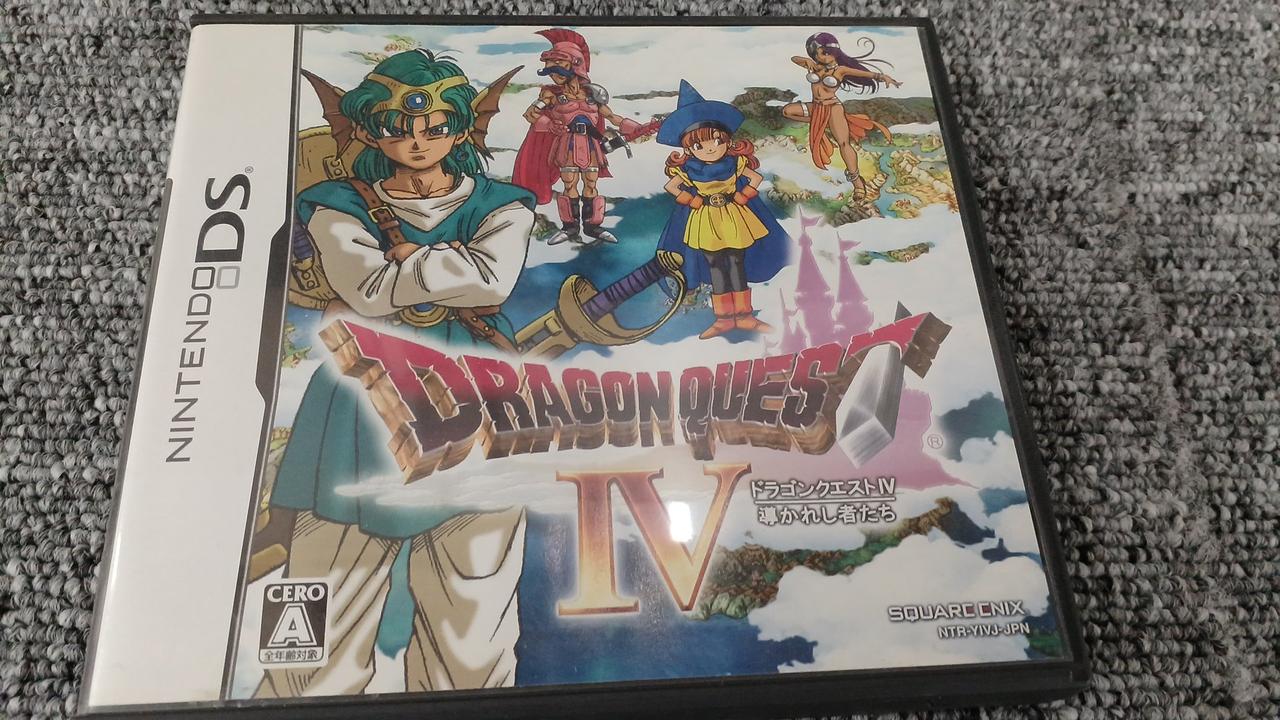 NINTENDO DS®
DRAGON QUEST®
IV
ドラゴンクエストIV
導かれし者たち
CERO
A
全年齢対象
SQUARE ENIX
NTR-YIVJ-JPN